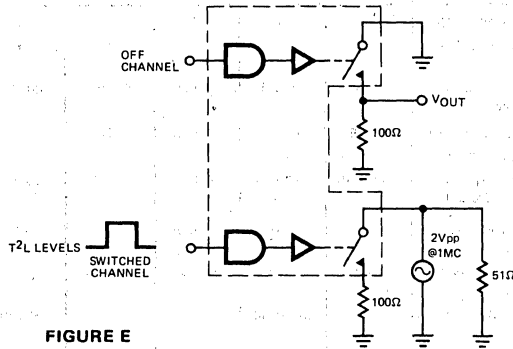 OFF
CHANNEL
VOUT
100Ω
T²L LEVELS
SWITCHED
CHANNEL
2Vpp
@1MC
51Ω
100Ω
FIGURE E